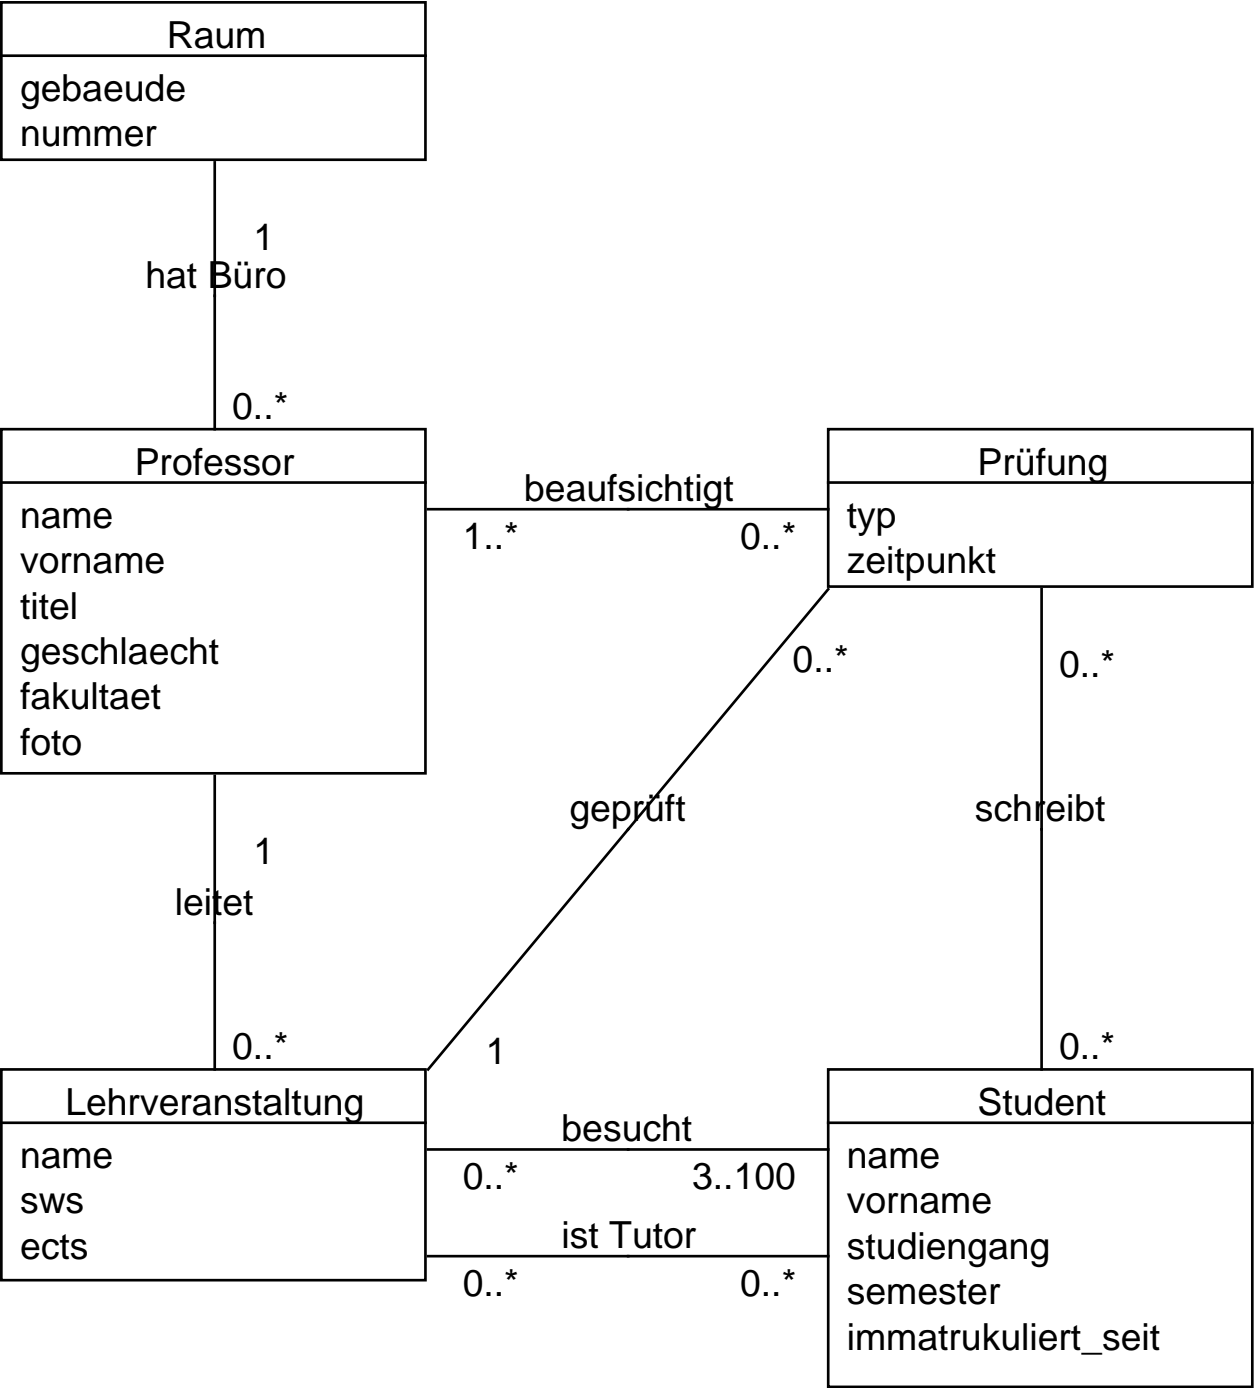 Raum
gebaeude
nummer
1
hat Büro
0..*
Professor
name
vorname
titel
geschlaecht
fakultaet
foto
beaufsichtigt
1..*
0..*
Prüfung
typ
zeitpunkt
0..*
0..*
geprüft
schreibt
1
leitet
0..*
1
0..*
Lehrveranstaltung
name
sws
ects
besucht
0..*
3..100
ist Tutor
0..*
0..*
Student
name
vorname
studiengang
semester
immatrukuliert_seit